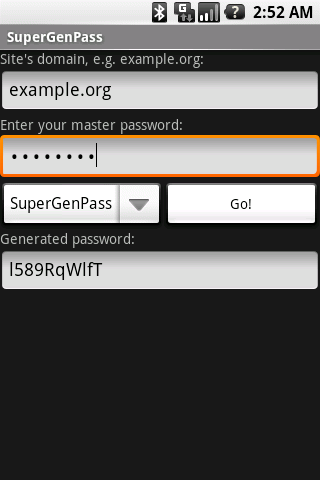 2:52 AM
SuperGenPass
Site's domain, e.g. example.org:
example.org
Enter your master password:
••••••••
SuperGenPass Go!
Generated password:
l589RqWlfT